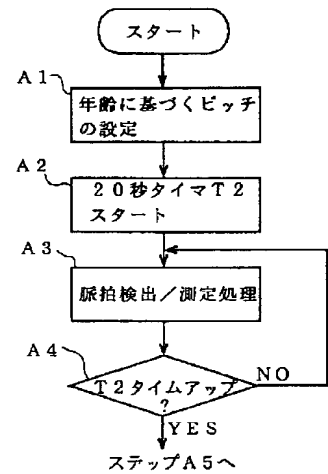 スタート
A1
年齢に基づくピッチ
の設定
A2
20秒タイマT2
スタート
A3
脈拍検出/測定処理
A4
T2タイムアップ
?
NO
YES
ステップA5へ